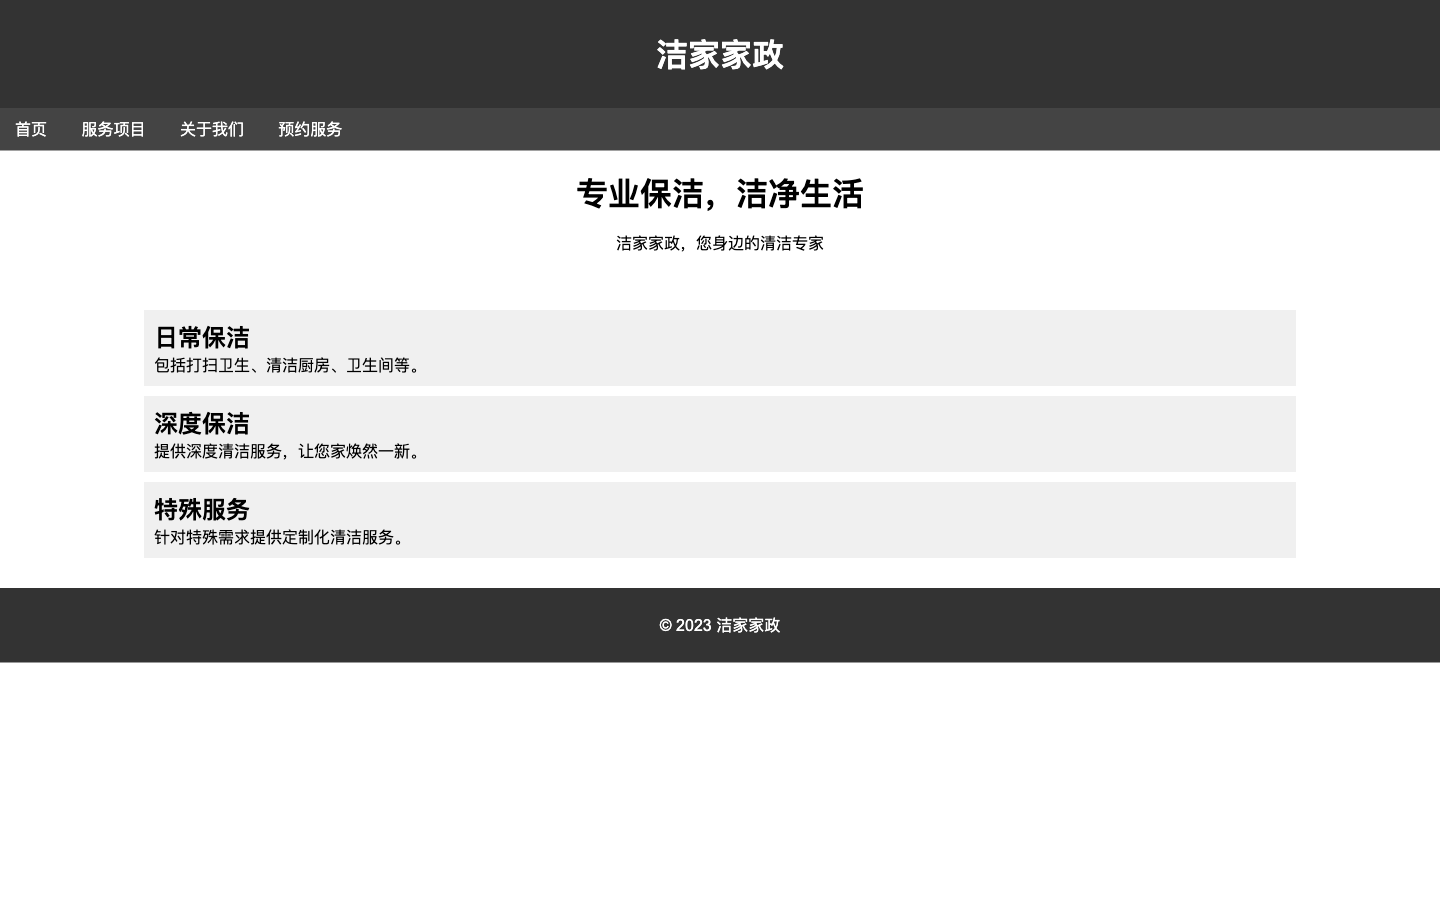 洁家家政
首页 服务项目 关于我们 预约服务
专业保洁，洁净生活
洁家家政，您身边的清洁专家
日常保洁
包括打扫卫生、清洁厨房、卫生间等。
深度保洁
提供深度清洁服务，让您家焕然一新。
特殊服务
针对特殊需求提供定制化清洁服务。
© 2023 洁家家政